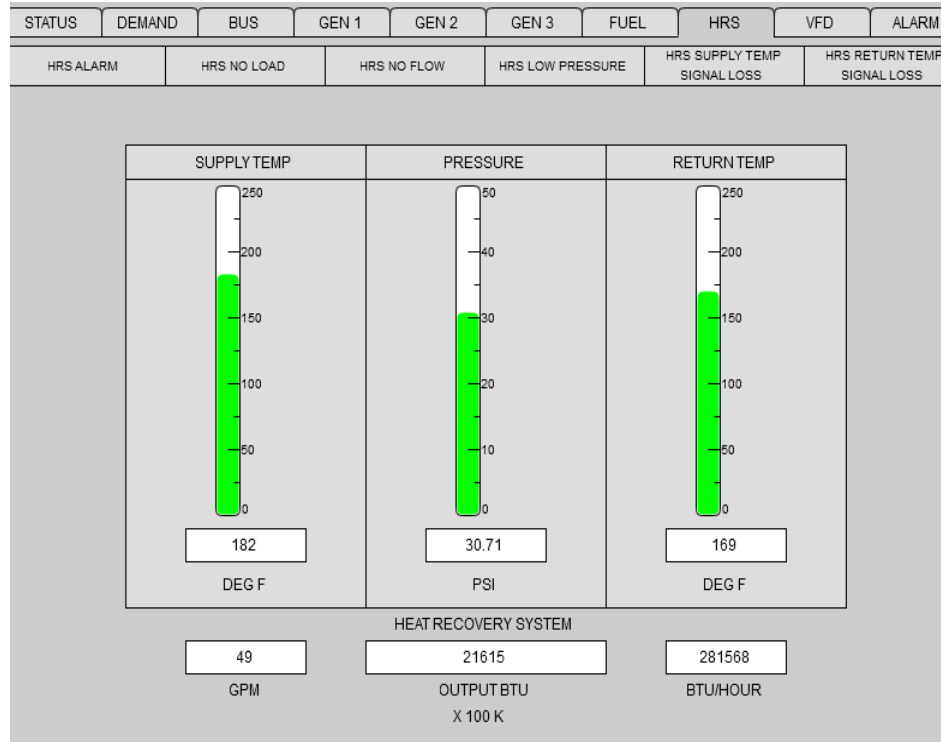 STATUS DEMAND BUS GEN 1 GEN 2 GEN 3 FUEL HRS VFD ALARM
HRS ALARM HRS NO LOAD HRS NO FLOW HRS LOW PRESSURE HRS SUPPLY TEMP HRS RETURN TEMP
SIGNAL LOSS SIGNAL LOSS
SUPPLY TEMP PRESSURE RETURN TEMP
250 50 250
200 40 200
150 30 150
100 20 100
50 10 50
0 0 0
182 30.71 169
DEG F PSI DEG F
HEAT RECOVERY SYSTEM
49 21615 281568
GPM OUTPUT BTU BTU/HOUR
X 100 K